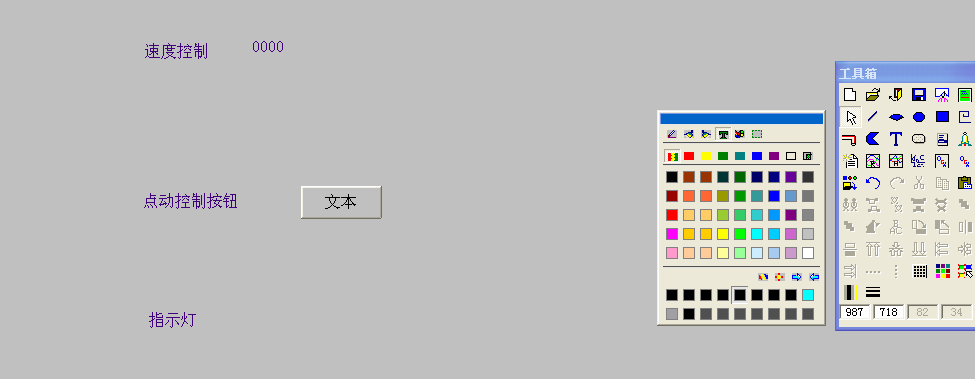 速度控制 0000
工具箱
点动控制按钮 文本
指示灯
987 718 82 34